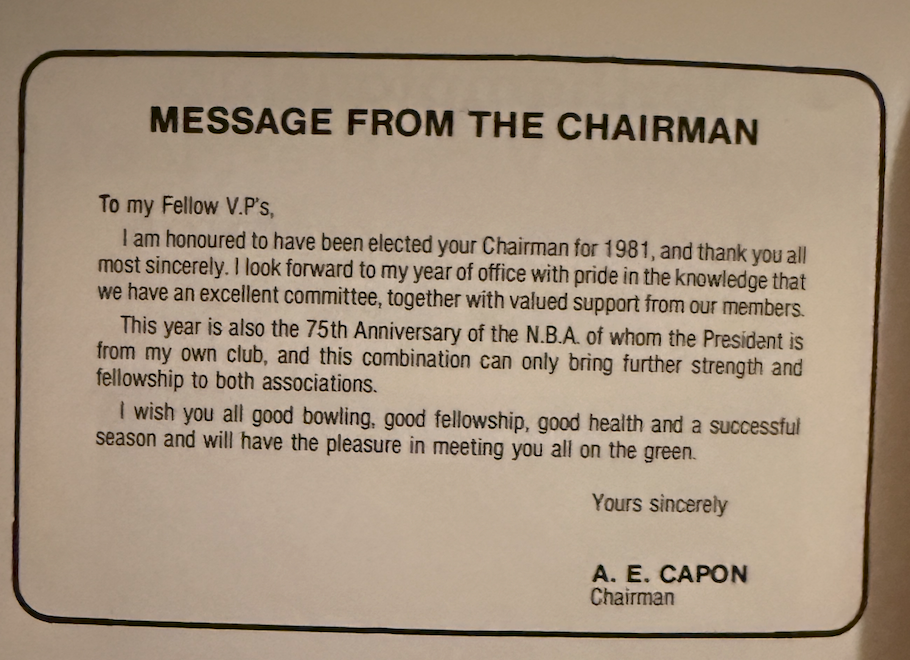 MESSAGE FROM THE CHAIRMAN
To my Fellow V.P's,
I am honoured to have been elected your Chairman for 1981, and thank you all
most sincerely. I look forward to my year of office with pride in the knowledge that
we have an excellent committee, together with valued support from our members.
This year is also the 75th Anniversary of the N.B.A. of whom the President is
from my own club, and this combination can only bring further strength and
fellowship to both associations.
I wish you all good bowling, good fellowship, good health and a successful
season and will have the pleasure in meeting you all on the green.
Yours sincerely
A. E. CAPON
Chairman